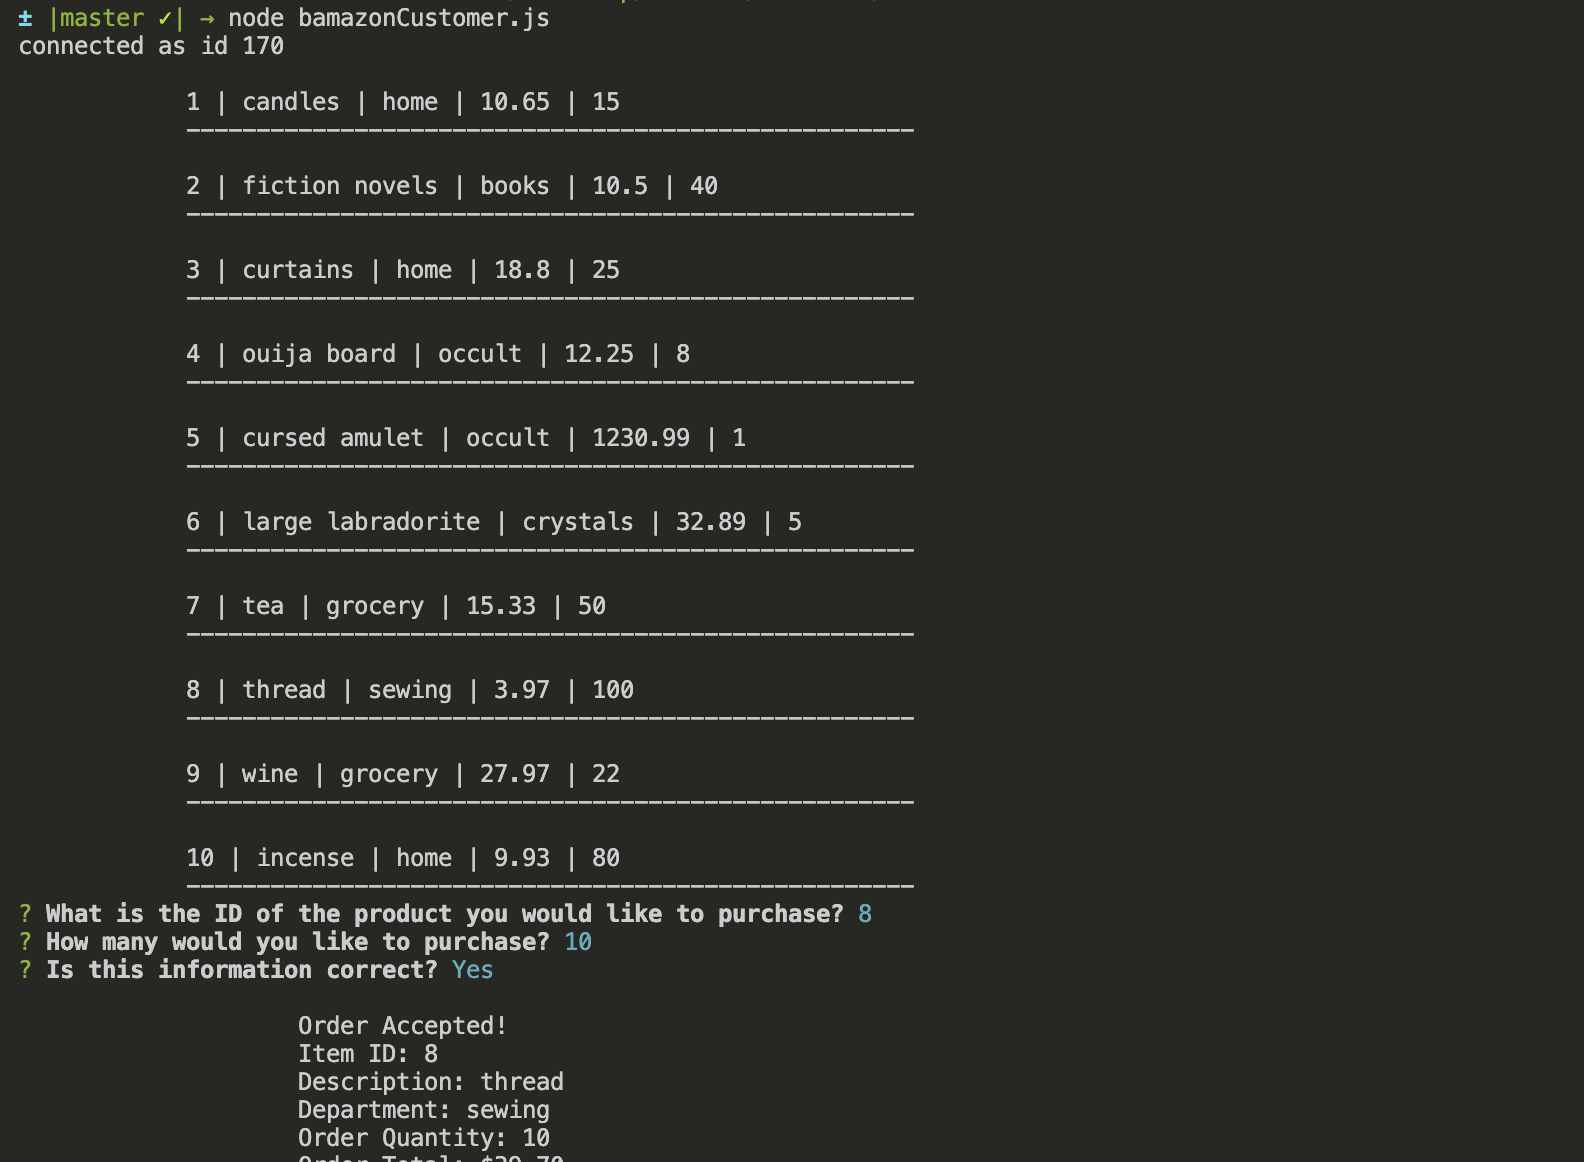 ± |master ✓| → node bamazonCustomer.js
connected as id 170
1 | candles | home | 10.65 | 15
----------------------------------------------------
2 | fiction novels | books | 10.5 | 40
----------------------------------------------------
3 | curtains | home | 18.8 | 25
----------------------------------------------------
4 | ouija board | occult | 12.25 | 8
----------------------------------------------------
5 | cursed amulet | occult | 1230.99 | 1
----------------------------------------------------
6 | large labradorite | crystals | 32.89 | 5
----------------------------------------------------
7 | tea | grocery | 15.33 | 50
----------------------------------------------------
8 | thread | sewing | 3.97 | 100
----------------------------------------------------
9 | wine | grocery | 27.97 | 22
----------------------------------------------------
10 | incense | home | 9.93 | 80
----------------------------------------------------
? What is the ID of the product you would like to purchase? 8
? How many would you like to purchase? 10
? Is this information correct? Yes
Order Accepted!
Item ID: 8
Description: thread
Department: sewing
Order Quantity: 10
Order Total: $39.70